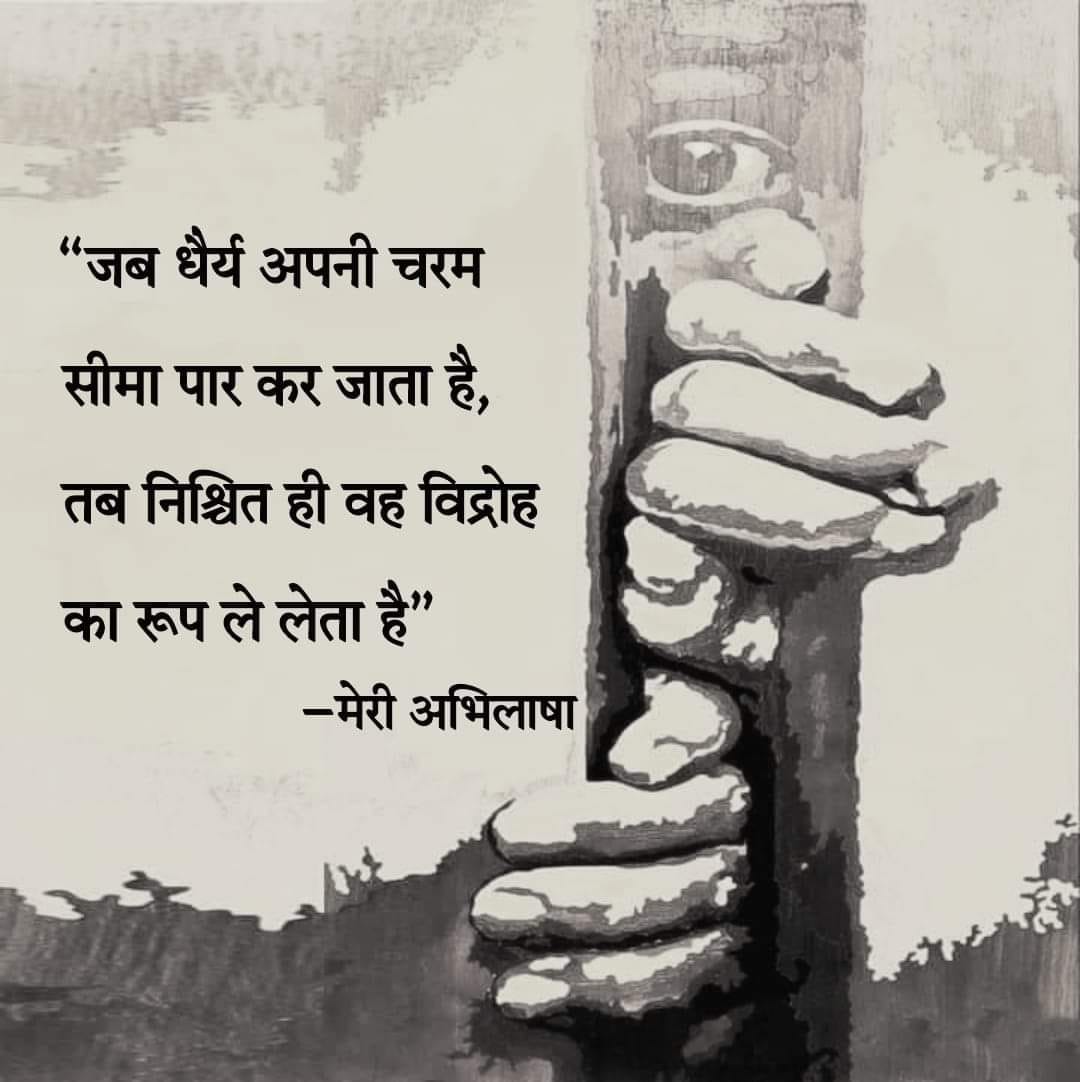 “जब धैर्य अपनी चरम
सीमा पार कर जाता है,
तब निश्चित ही वह विद्रोह
का रूप ले लेता है”
–मेरी अभिलाषा